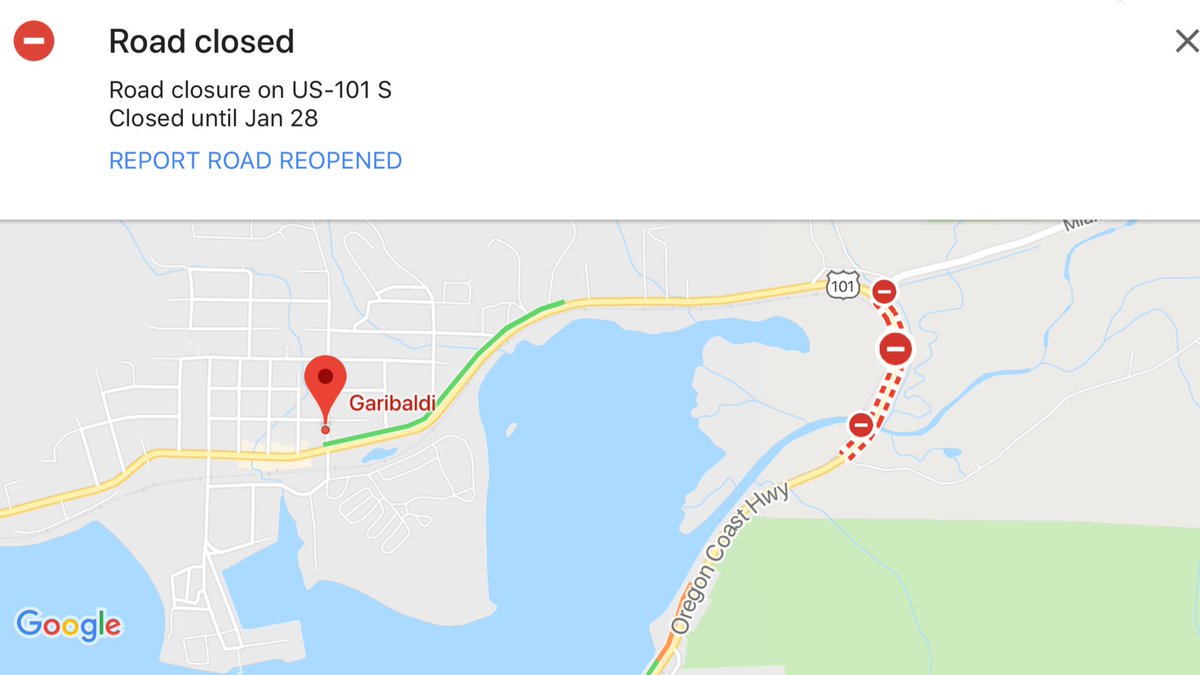 Road closed
Road closure on US-101 S
Closed until Jan 28
REPORT ROAD REOPENED
101
Garibaldi
Oregon Coast Hwy
Google